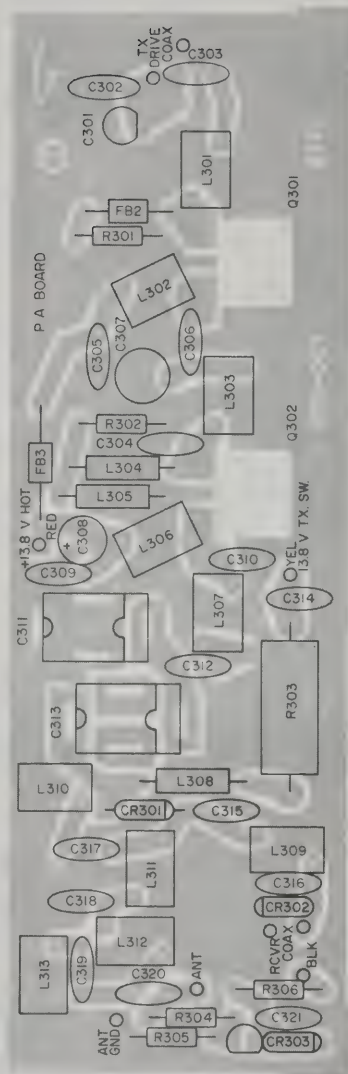 TX
DRIVE
COAX
C303
C302
C301
L301
Q301
FB2
R301
P A BOARD
L302
C305
C307
C306
L303
R302
C304
Q302
FB3
L304
L305
+13.8 V HOT
RED
+
C308
C309
L306
C310
YEL
13.8 V TX. SW.
C311
L307
C314
C312
C313
R303
L310
L308
CR301
C315
C317
L311
L309
C318
C316
CR302
L312
L313
C319
RCVR
COAX
BLK
C320
ANT
R306
ANT
GND
R304
R305
C321
CR303